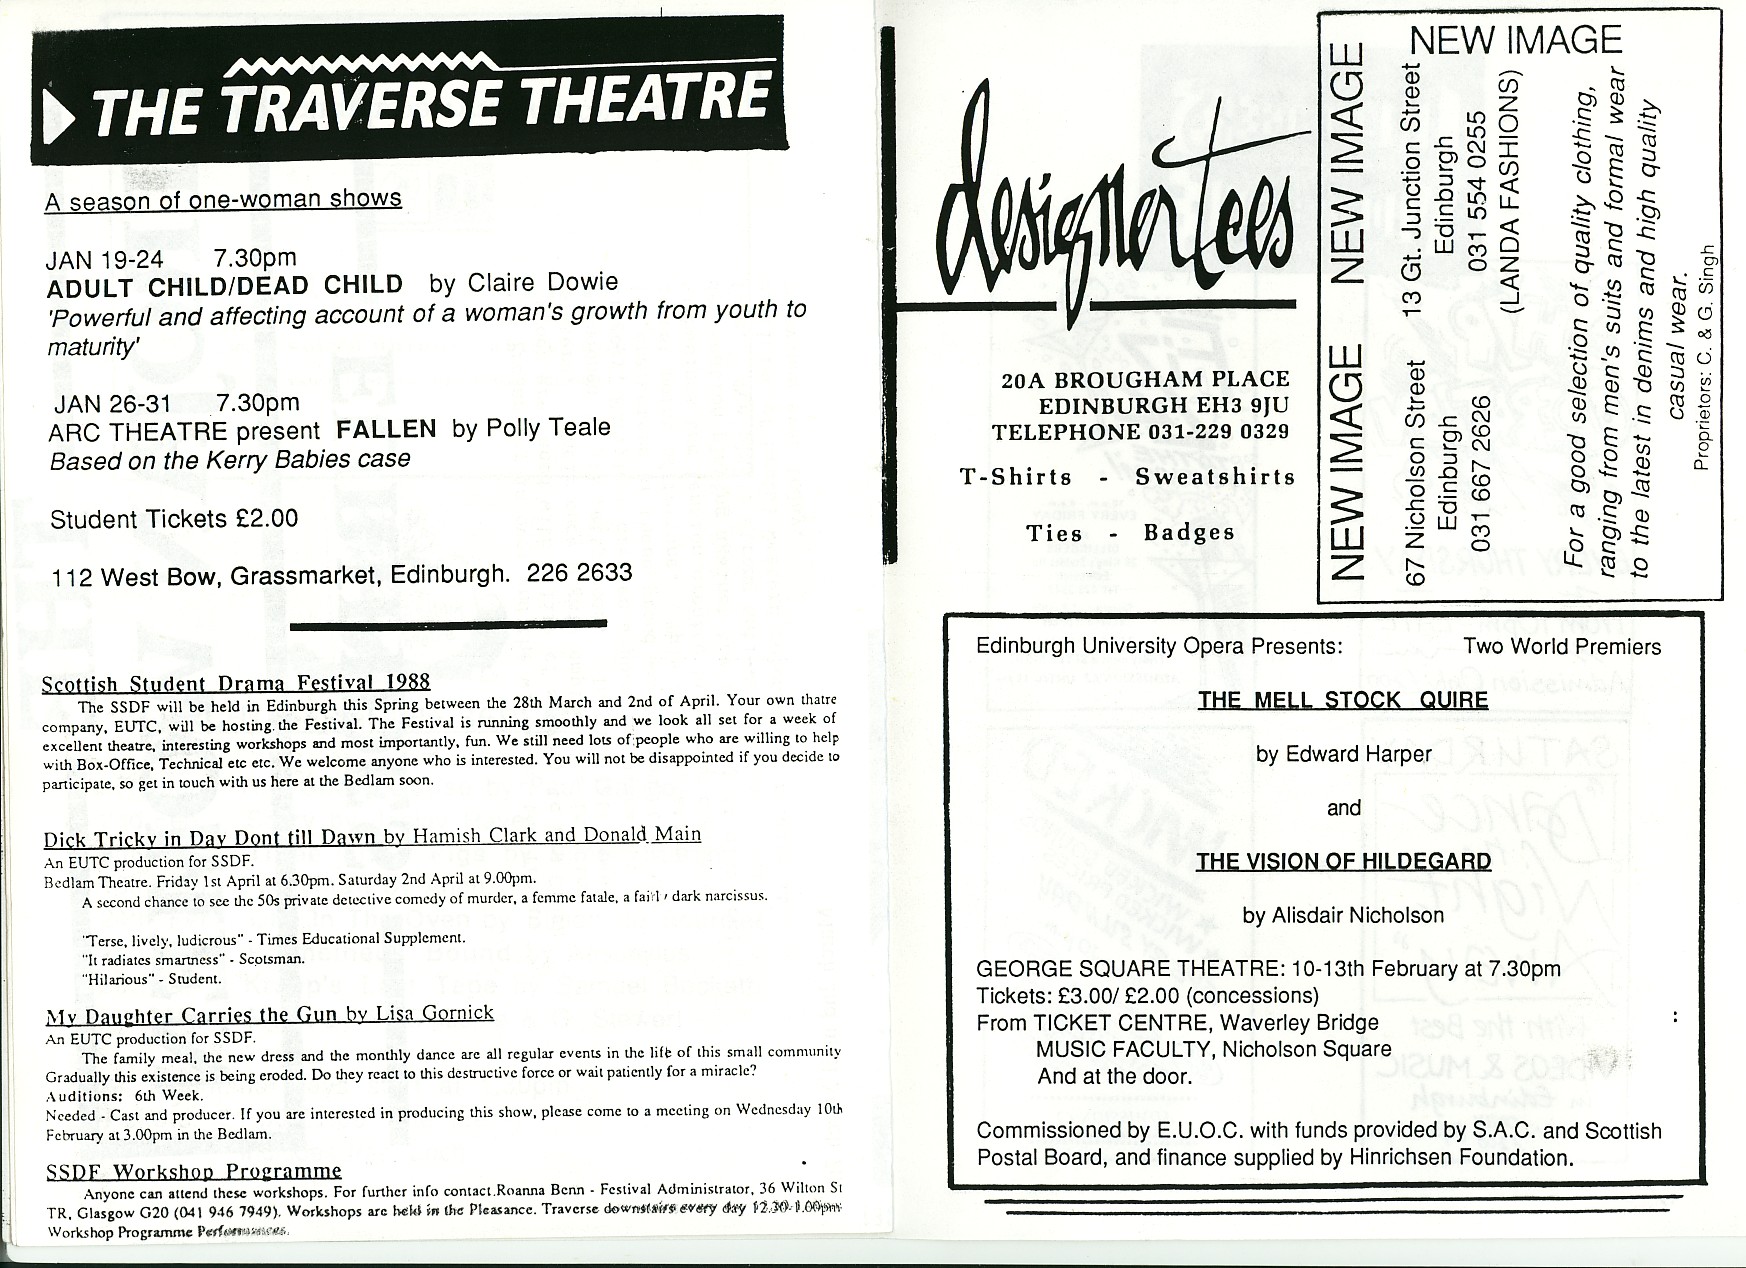 THE TRAVERSE THEATRE
A season of one-woman shows
JAN 19-24 7.30pm
ADULT CHILD/DEAD CHILD by Claire Dowie
'Powerful and affecting account of a woman's growth from youth to
maturity'
JAN 26-31 7.30pm
ARC THEATRE present FALLEN by Polly Teale
Based on the Kerry Babies case
Student Tickets £2.00
112 West Bow, Grassmarket, Edinburgh. 226 2633
Scottish Student Drama Festival 1988
The SSDF will be held in Edinburgh this Spring between the 28th March and 2nd of April. Your own thatre
company, EUTC, will be hosting the Festival. The Festival is running smoothly and we look all set for a week of
excellent theatre, interesting workshops and most importantly, fun. We still need lots of people who are willing to help
with Box-Office, Technical etc etc. We welcome anyone who is interested. You will not be disappointed if you decide to
participate, so get in touch with us here at the Bedlam soon.
Dick Tricky in Day Dont till Dawn by Hamish Clark and Donald Main
An EUTC production for SSDF.
Bedlam Theatre. Friday 1st April at 6.30pm. Saturday 2nd April at 9.00pm.
A second chance to see the 50s private detective comedy of murder, a femme fatale, a dark narcissus.
"Terse, lively, ludicrous" - Times Educational Supplement.
"It radiates smartness" - Scotsman.
"Hilarious" - Student.
My Daughter Carries the Gun by Lisa Gornick
An EUTC production for SSDF.
The family meal, the new dress and the monthly dance are all regular events in the life of this small community
Gradually this existence is being eroded. Do they react to this destructive force or wait patiently for a miracle?
Auditions: 6th Week.
Needed - Cast and producer. If you are interested in producing this show, please come to a meeting on Wednesday 10th
February at 3.00pm in the Bedlam.
SSDF Workshop Programme
Anyone can attend these workshops. For further info contact Roanna Benn - Festival Administrator, 36 Wilton St
TR, Glasgow G20 (041 946 7949). Workshops are held in the Pleasance. Traverse downstairs every day 12.30-1.00pm
Workshop Programme Performances.
designer tees
20A BROUGHAM PLACE
EDINBURGH EH3 9JU
TELEPHONE 031-229 0329
T-Shirts - Sweatshirts
Ties - Badges
NEW IMAGE
NEW IMAGE NEW IMAGE
67 Nicholson Street 13 Gt. Junction Street
Edinburgh Edinburgh
031 667 2626 031 554 0255
(LANDA FASHIONS)
For a good selection of quality clothing,
ranging from men's suits and formal wear
to the latest in denims and high quality
casual wear.
Proprietors: C. & G. Singh
Edinburgh University Opera Presents: Two World Premiers
THE MELL STOCK QUIRE
by Edward Harper
and
THE VISION OF HILDEGARD
by Alisdair Nicholson
GEORGE SQUARE THEATRE: 10-13th February at 7.30pm
Tickets: £3.00/ £2.00 (concessions)
From TICKET CENTRE, Waverley Bridge
MUSIC FACULTY, Nicholson Square
And at the door.
Commissioned by E.U.O.C. with funds provided by S.A.C. and Scottish
Postal Board, and finance supplied by Hinrichsen Foundation.